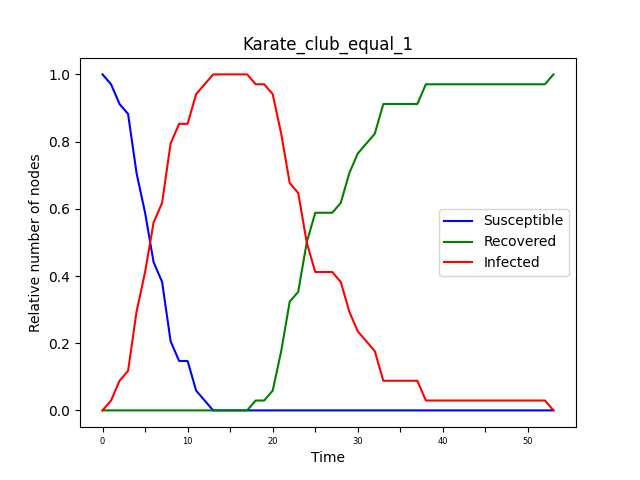 Karate_club_equal_1
Relative number of nodes
1.0
0.8
0.6
0.4
0.2
0.0
Susceptible
Recovered
Infected
0 10 20 30 40 50
Time